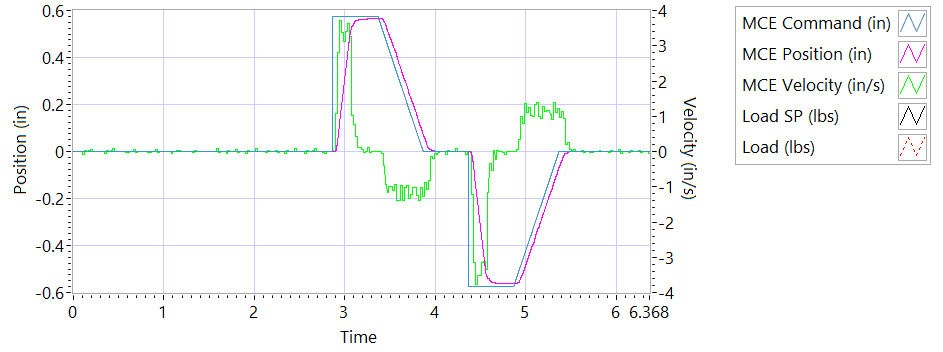 0.6
0.4
0.2
0
-0.2
-0.4
-0.6
Position (in)
4
3
2
1
0
-1
-2
-3
-4
Velocity (in/s)
0 1 2 3 4 5 6 6.368
Time
MCE Command (in)
MCE Position (in)
MCE Velocity (in/s)
Load SP (lbs)
Load (lbs)